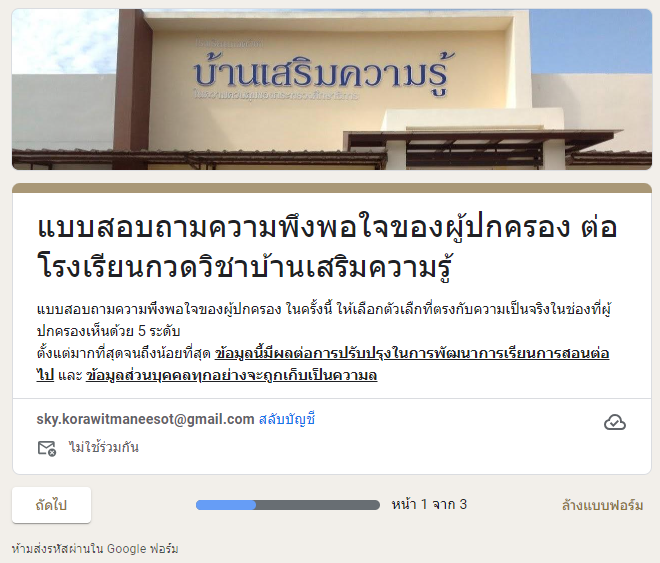 บ้านเสริมความรู้
แบบสอบถามความพึงพอใจของผู้ปกครอง ต่อ
โรงเรียนกวดวิชาบ้านเสริมความรู้
แบบสอบถามความพึงพอใจของผู้ปกครอง ในครั้งนี้ ให้เลือกตัวเลืกที่ตรงกับความเป็นจริงในช่องที่ผู้
ปกครองเห็นด้วย 5 ระดับ
ตั้งแต่มากที่สุดจนถึงน้อยที่สุด ข้อมูลนี้มีผลต่อการปรับปรุงในการพัฒนาการเรียนการสอนต่อ
ไป และ ข้อมูลส่วนบุคคลทุกอย่างจะถูกเก็บเป็นความล
sky.korawitmaneesot@gmail.com สลับบัญชี
ไม่ใช้ร่วมกัน
ถัดไป
หน้า 1 จาก 3
ล้างแบบฟอร์ม
ห้ามส่งรหัสผ่านใน Google ฟอร์ม